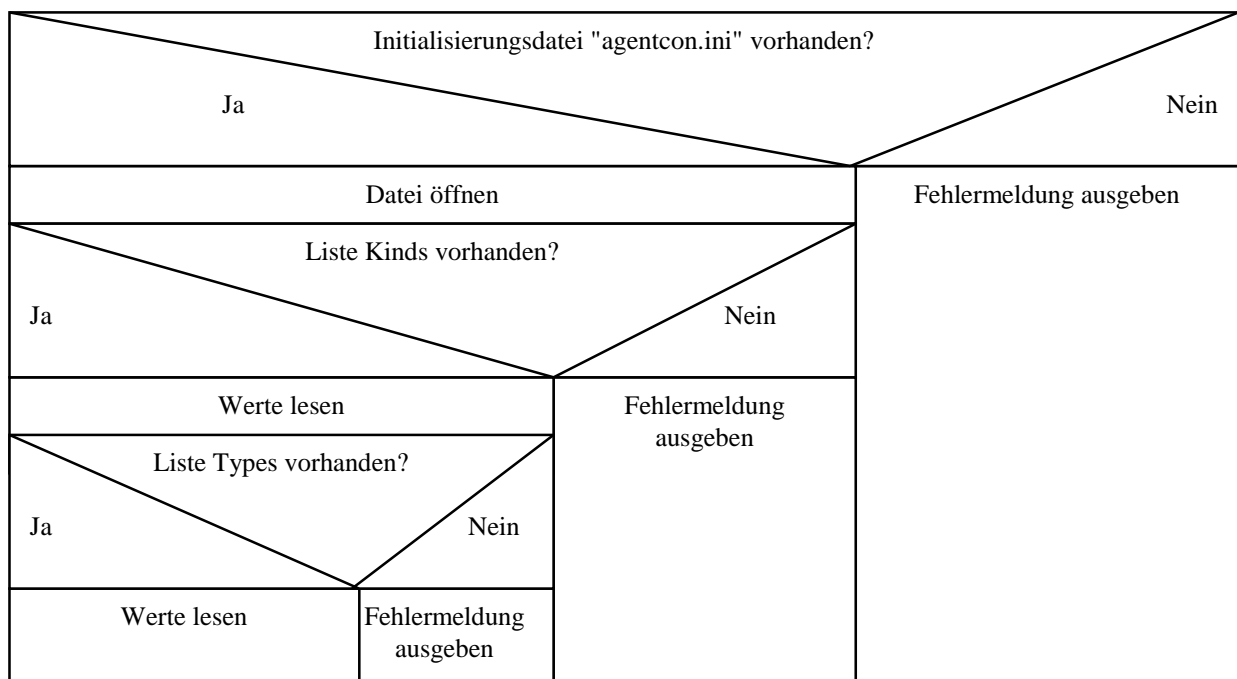 Initialisierungsdatei "agentcon.ini" vorhanden?
Ja
Nein
Datei öffnen
Fehlermeldung ausgeben
Liste Kinds vorhanden?
Ja
Nein
Werte lesen
Fehlermeldung
ausgeben
Liste Types vorhanden?
Ja
Nein
Werte lesen
Fehlermeldung
ausgeben